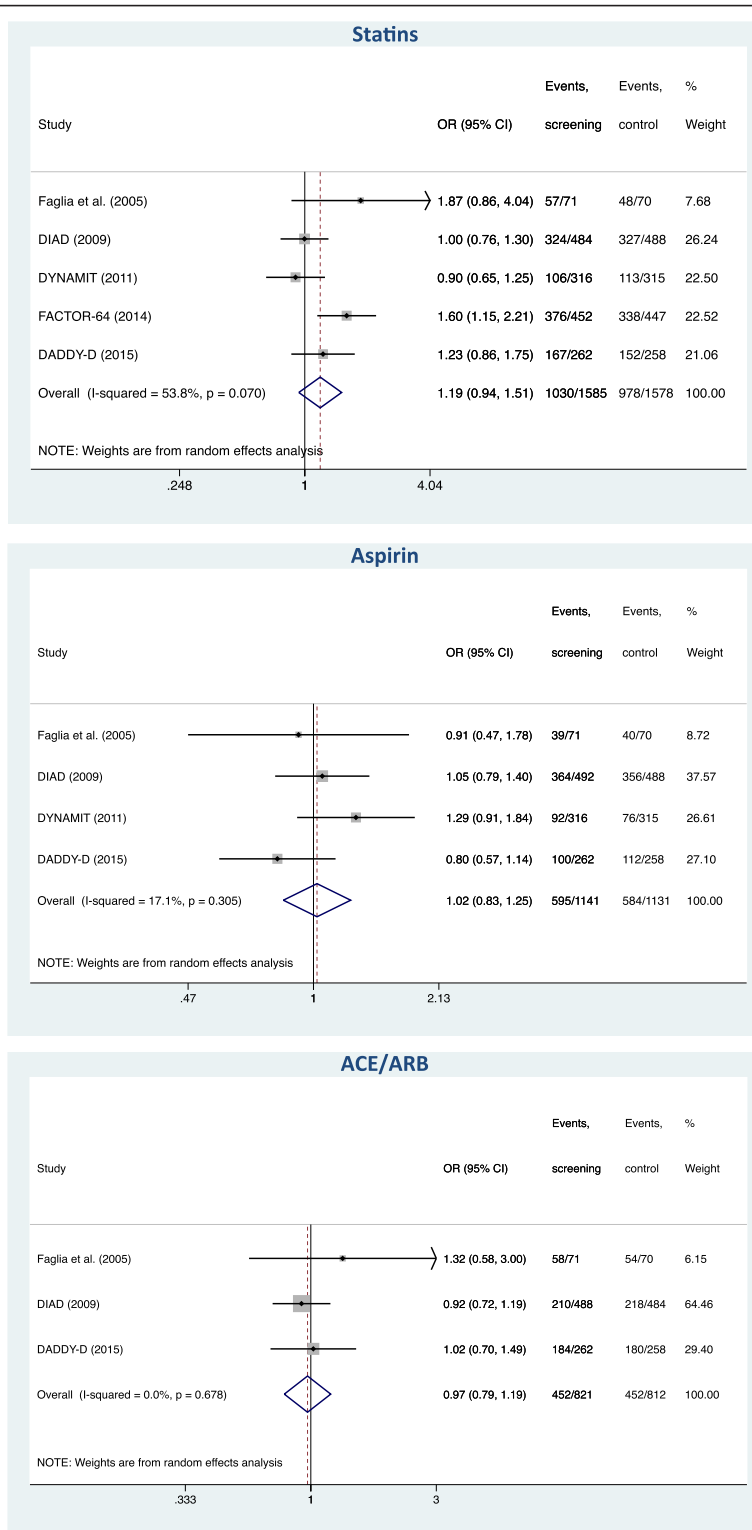 Statins
Events, Events, %
Study OR (95% CI) screening control Weight
Faglia et al. (2005) 1.87 (0.86, 4.04) 57/71 48/70 7.68
DIAD (2009) 1.00 (0.76, 1.30) 324/484 327/488 26.24
DYNAMIT (2011) 0.90 (0.65, 1.25) 106/316 113/315 22.50
FACTOR-64 (2014) 1.60 (1.15, 2.21) 376/452 338/447 22.52
DADDY-D (2015) 1.23 (0.86, 1.75) 167/262 152/258 21.06
Overall (I-squared = 53.8%, p = 0.070) 1.19 (0.94, 1.51) 1030/1585 978/1578 100.00
NOTE: Weights are from random effects analysis
.248 1 4.04
Aspirin
Events, Events, %
Study OR (95% CI) screening control Weight
Faglia et al. (2005) 0.91 (0.47, 1.78) 39/71 40/70 8.72
DIAD (2009) 1.05 (0.79, 1.40) 364/492 356/488 37.57
DYNAMIT (2011) 1.29 (0.91, 1.84) 92/316 76/315 26.61
DADDY-D (2015) 0.80 (0.57, 1.14) 100/262 112/258 27.10
Overall (I-squared = 17.1%, p = 0.305) 1.02 (0.83, 1.25) 595/1141 584/1131 100.00
NOTE: Weights are from random effects analysis
.47 1 2.13
ACE/ARB
Events, Events, %
Study OR (95% CI) screening control Weight
Faglia et al. (2005) 1.32 (0.58, 3.00) 58/71 54/70 6.15
DIAD (2009) 0.92 (0.72, 1.19) 210/488 218/484 64.46
DADDY-D (2015) 1.02 (0.70, 1.49) 184/262 180/258 29.40
Overall (I-squared = 0.0%, p = 0.678) 0.97 (0.79, 1.19) 452/821 452/812 100.00
NOTE: Weights are from random effects analysis
.333 1 3